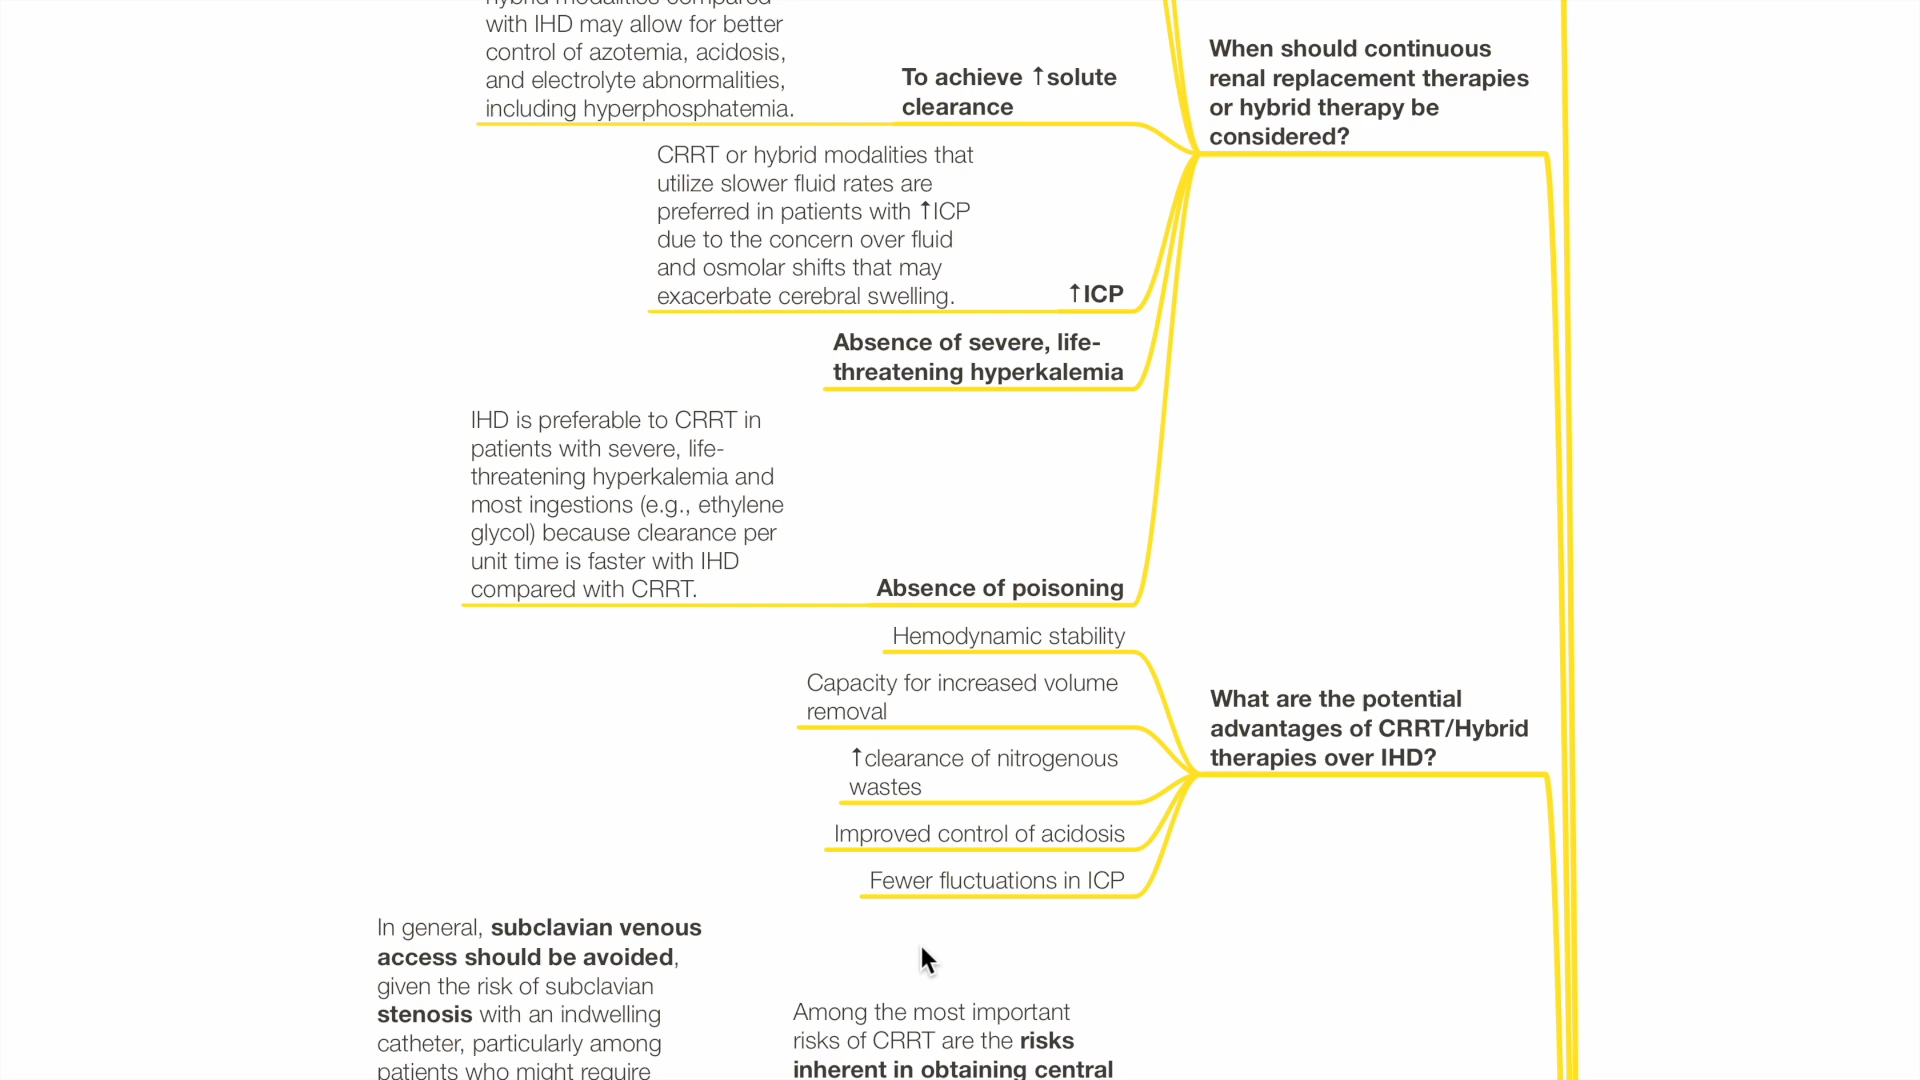 hybrid modalities compared
with IHD may allow for better
control of azotemia, acidosis,
and electrolyte abnormalities,
including hyperphosphatemia.
To achieve ↑solute
clearance
When should continuous
renal replacement therapies
or hybrid therapy be
considered?
CRRT or hybrid modalities that
utilize slower fluid rates are
preferred in patients with ↑ICP
due to the concern over fluid
and osmolar shifts that may
exacerbate cerebral swelling.
↑ICP
Absence of severe, life-
threatening hyperkalemia
IHD is preferable to CRRT in
patients with severe, life-
threatening hyperkalemia and
most ingestions (e.g., ethylene
glycol) because clearance per
unit time is faster with IHD
compared with CRRT.
Absence of poisoning
Hemodynamic stability
Capacity for increased volume
removal
↑clearance of nitrogenous
wastes
Improved control of acidosis
Fewer fluctuations in ICP
What are the potential
advantages of CRRT/Hybrid
therapies over IHD?
In general, subclavian venous
access should be avoided,
given the risk of subclavian
stenosis with an indwelling
catheter, particularly among
patients who might require
Among the most important
risks of CRRT are the risks
inherent in obtaining central